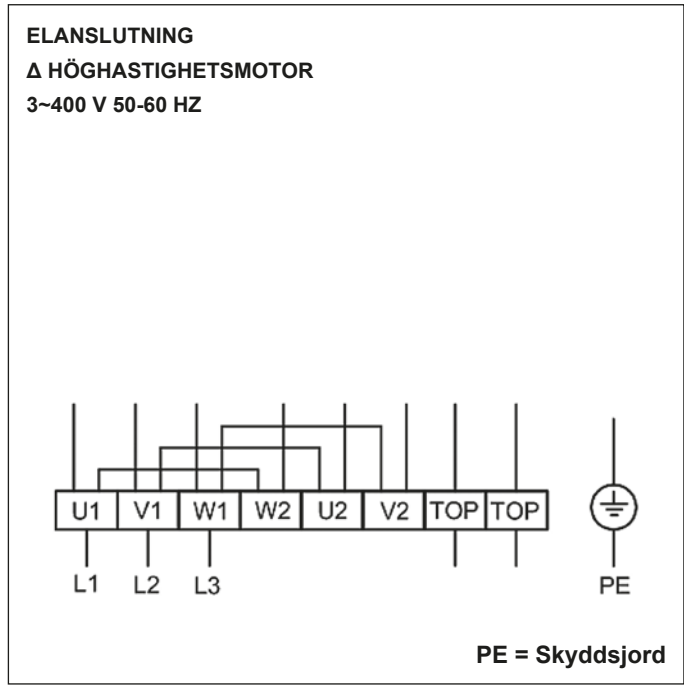 ELANSLUTNING
Δ HÖGHASTIGHETSMOTOR
3~400 V 50-60 HZ
U1 V1 W1 W2 U2 V2 TOP TOP
L1 L2 L3 PE
PE = Skyddsjord